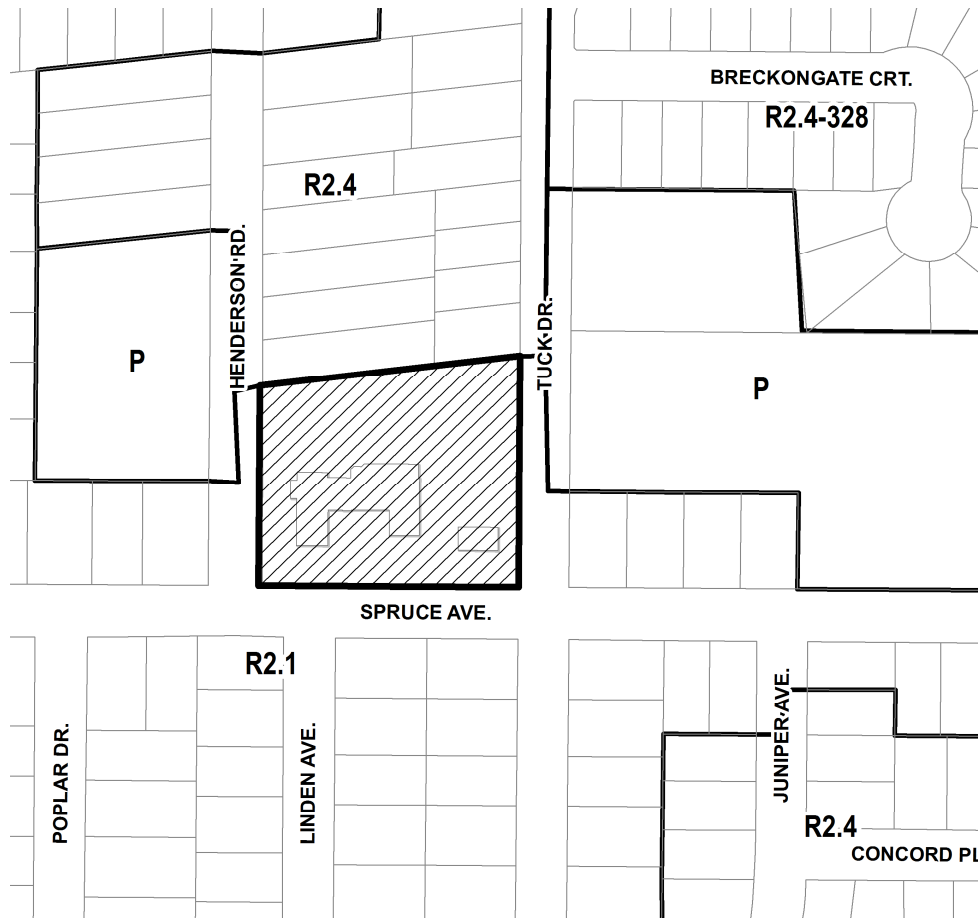 BRECKONGATE CRT.
R2.4-328
R2.4
HENDERSON RD.
TUCK DR.
P
P
SPRUCE AVE.
R2.1
POPLAR DR.
LINDEN AVE.
JUNIPER AVE.
R2.4
CONCORD PL